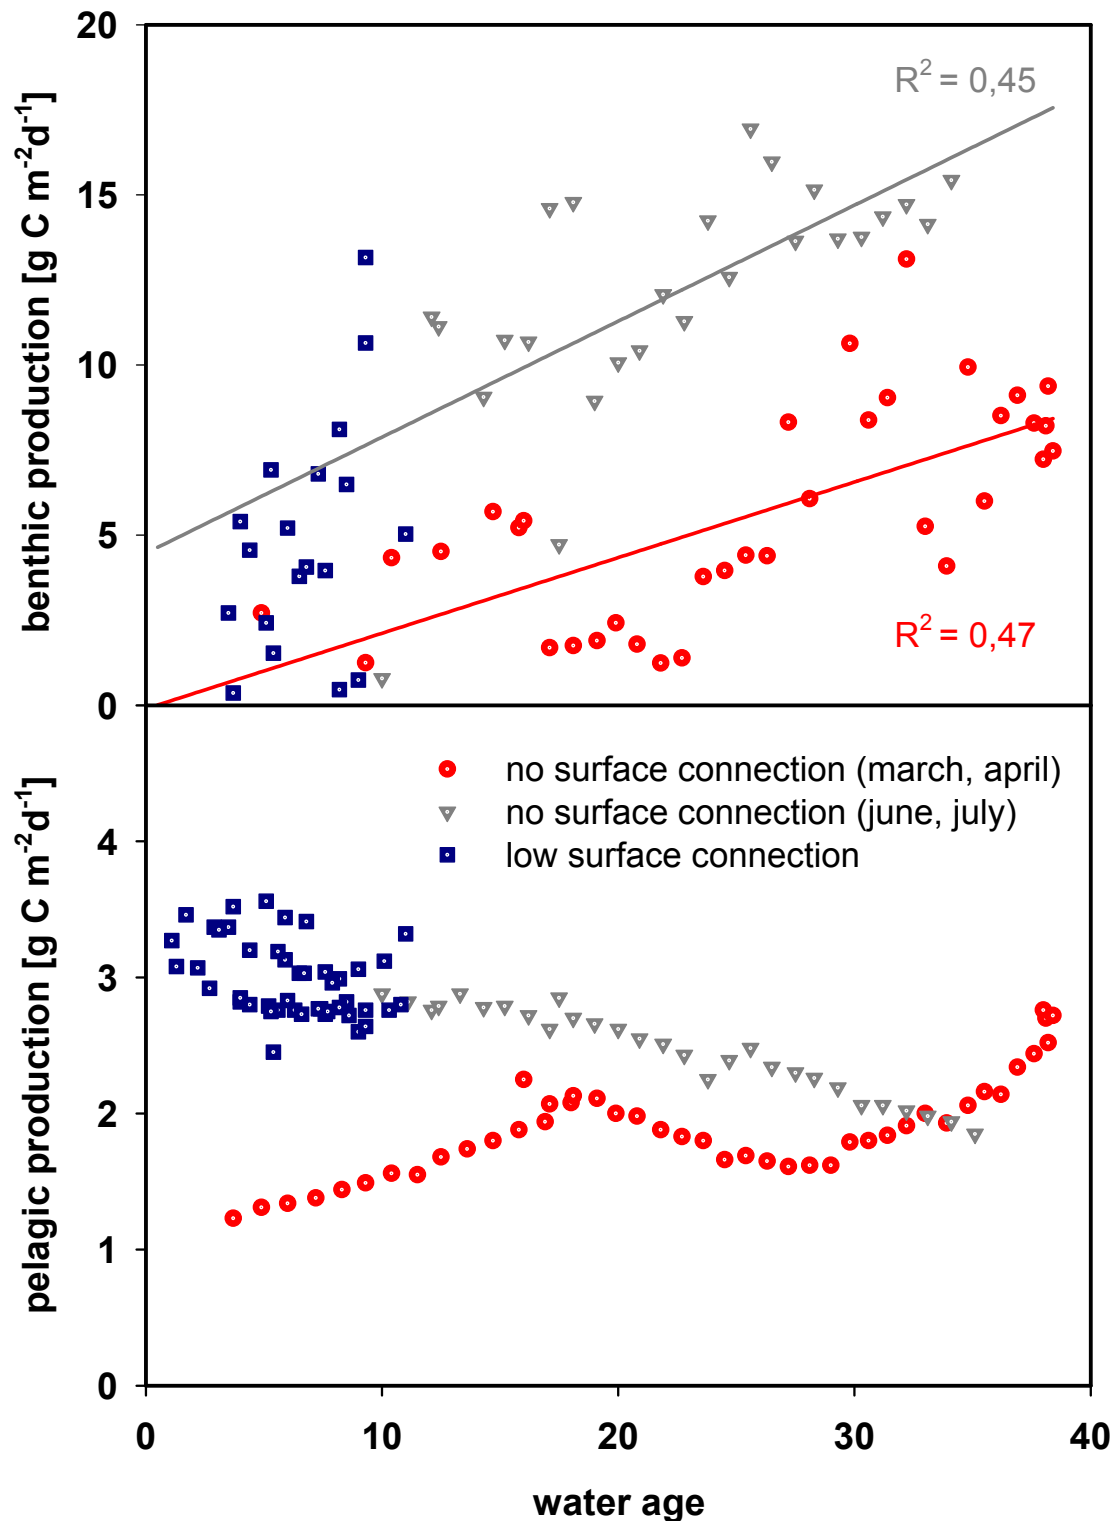 20
R² = 0,45
15
10
5
R² = 0,47
0
benthic production [g C m⁻²d⁻¹]
no surface connection (march, april)
no surface connection (june, july)
low surface connection
4
3
2
1
0
pelagic production [g C m⁻²d⁻¹]
0 10 20 30 40
water age